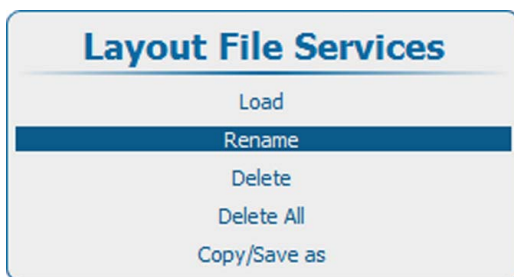 Layout File Services
Load
Rename
Delete
Delete All
Copy/Save as